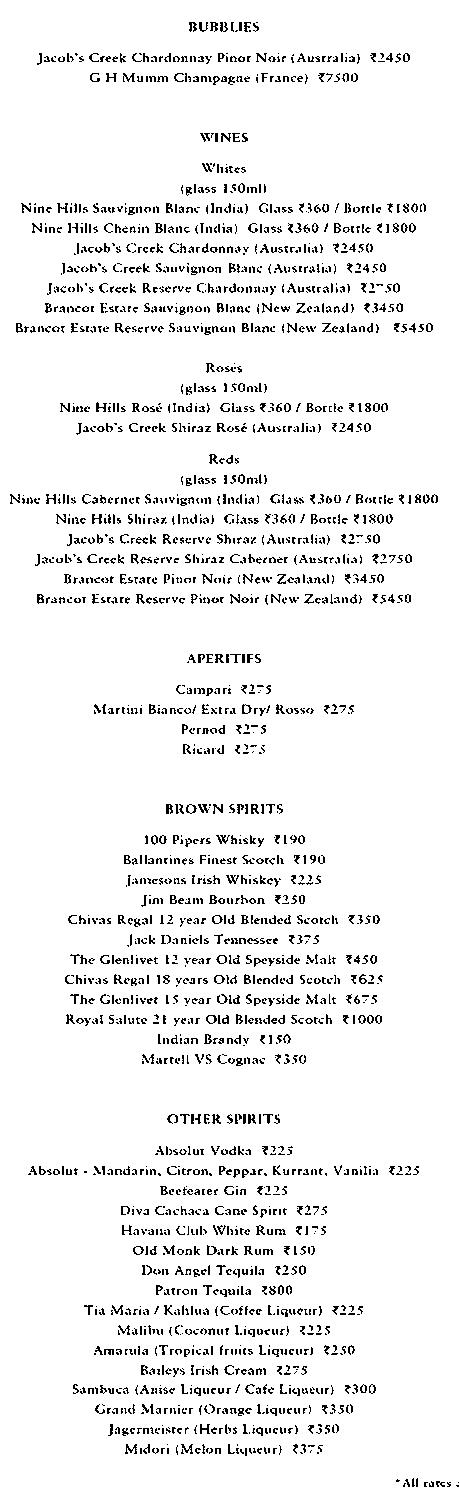 BUBBLIES
Jacob's Creek Chardonnay Pinot Noir (Australia) ₹2450
G H Mumm Champagne (France) ₹7500
WINES
Whites
(glass 150ml)
Nine Hills Sauvignon Blanc (India) Glass ₹360 / Bottle ₹1800
Nine Hills Chenin Blanc (India) Glass ₹360 / Bottle ₹1800
Jacob's Creek Chardonnay (Australia) ₹2450
Jacob's Creek Sauvignon Blanc (Australia) ₹2450
Jacob's Creek Reserve Chardonnay (Australia) ₹2750
Brancot Estate Sauvignon Blanc (New Zealand) ₹3450
Brancot Estate Reserve Sauvignon Blanc (New Zealand) ₹5450
Rosés
(glass 150ml)
Nine Hills Rosé (India) Glass ₹360 / Bottle ₹1800
Jacob's Creek Shiraz Rosé (Australia) ₹2450
Reds
(glass 150ml)
Nine Hills Cabernet Sauvignon (India) Glass ₹360 / Bottle ₹1800
Nine Hills Shiraz (India) Glass ₹360 / Bottle ₹1800
Jacob's Creek Reserve Shiraz (Australia) ₹2750
Jacob's Creek Reserve Shiraz Cabernet (Australia) ₹2750
Brancot Estate Pinot Noir (New Zealand) ₹3450
Brancot Estate Reserve Pinot Noir (New Zealand) ₹5450
APERITIFS
Campari ₹275
Martini Bianco/ Extra Dry/ Rosso ₹275
Pernod ₹275
Ricard ₹275
BROWN SPIRITS
100 Pipers Whisky ₹190
Ballantines Finest Scotch ₹190
Jamesons Irish Whiskey ₹225
Jim Beam Bourbon ₹250
Chivas Regal 12 year Old Blended Scotch ₹350
Jack Daniels Tennessee ₹375
The Glenlivet 12 year Old Speyside Malt ₹450
Chivas Regal 18 years Old Blended Scotch ₹625
The Glenlivet 15 year Old Speyside Malt ₹675
Royal Salute 21 year Old Blended Scotch ₹1000
Indian Brandy ₹150
Martell VS Cognac ₹350
OTHER SPIRITS
Absolut Vodka ₹225
Absolut - Mandarin, Citron, Peppar, Kurrant, Vanilia ₹225
Beefeater Gin ₹225
Diva Cachaca Cane Spirit ₹275
Havana Club White Rum ₹175
Old Monk Dark Rum ₹150
Don Angel Tequila ₹250
Patron Tequila ₹800
Tia Maria / Kahlua (Coffee Liqueur) ₹225
Malibu (Coconut Liqueur) ₹225
Amarula (Tropical fruits Liqueur) ₹250
Baileys Irish Cream ₹275
Sambuca (Anise Liqueur / Cafe Liqueur) ₹300
Grand Marnier (Orange Liqueur) ₹350
Jagermeister (Herbs Liqueur) ₹350
Midori (Melon Liqueur) ₹375
*All rates